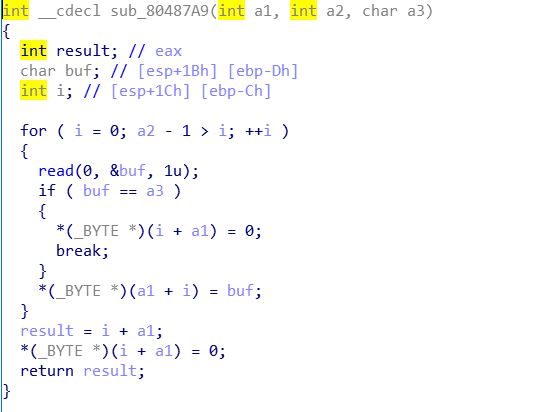 int __cdecl sub_80487A9(int a1, int a2, char a3)
{
int result; // eax
char buf; // [esp+1Bh] [ebp-Dh]
int i; // [esp+1Ch] [ebp-Ch]
for ( i = 0; a2 - 1 > i; ++i )
{
read(0, &buf, 1u);
if ( buf == a3 )
{
*(_BYTE *)(i + a1) = 0;
break;
}
*(_BYTE *)(a1 + i) = buf;
}
result = i + a1;
*(_BYTE *)(i + a1) = 0;
return result;
}